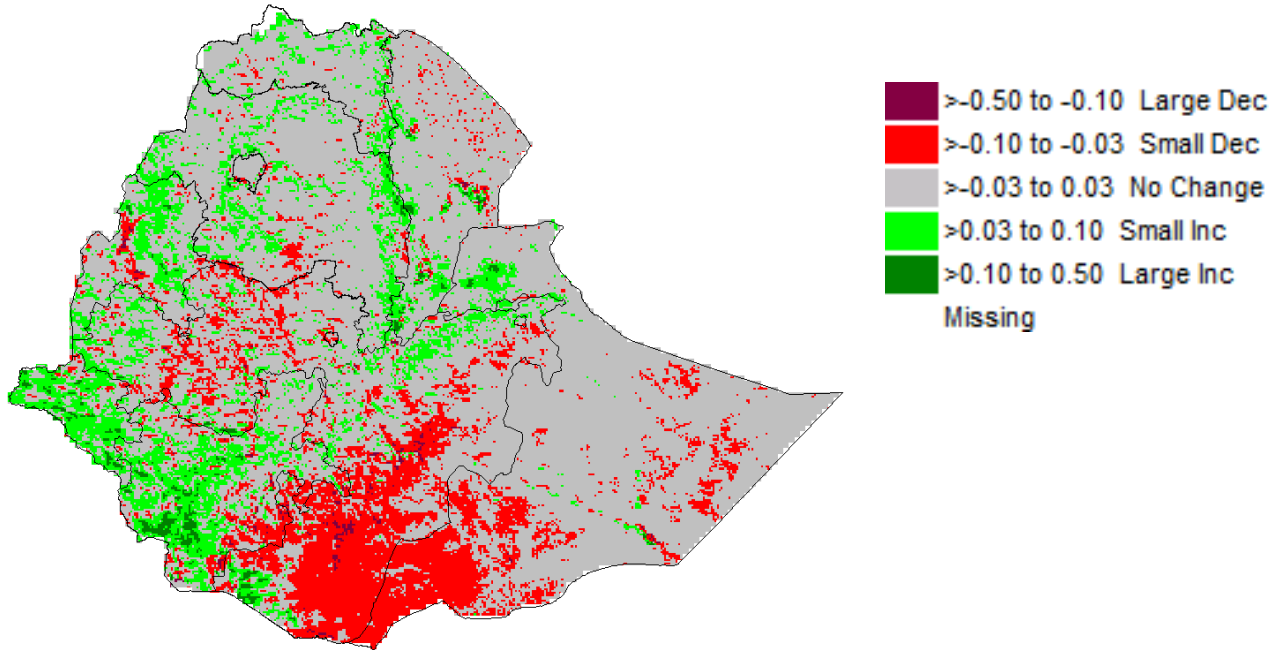 >-0.50 to -0.10 Large Dec
>-0.10 to -0.03 Small Dec
>-0.03 to 0.03 No Change
>0.03 to 0.10 Small Inc
>0.10 to 0.50 Large Inc
Missing